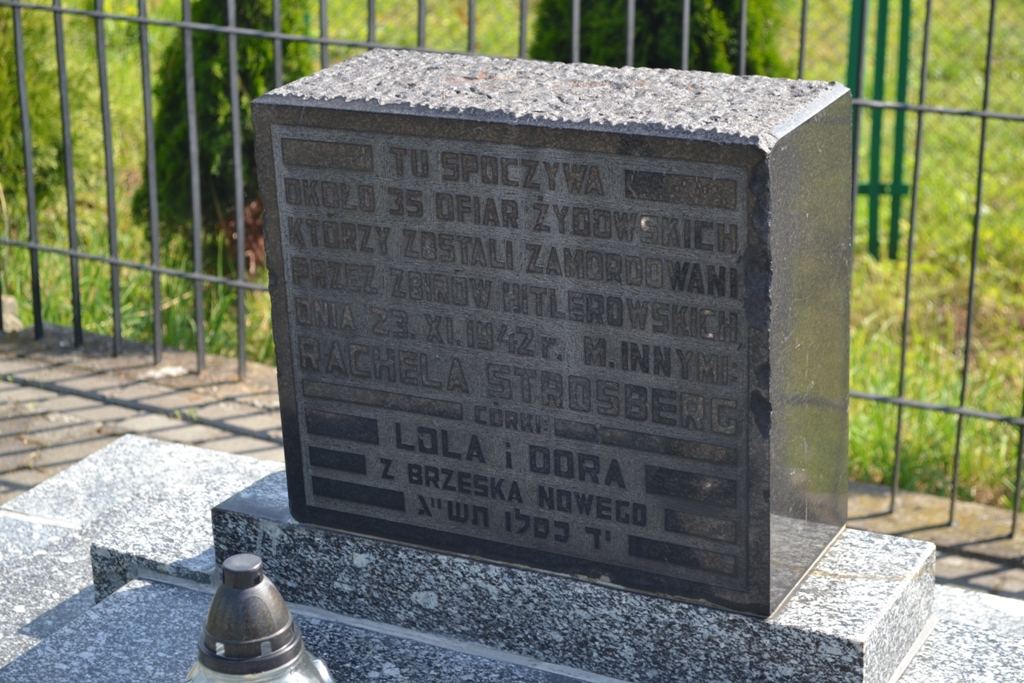 TU SPOCZYWA
OKOŁO 35 OFIAR ŻYDOWSKICH
KTÓRZY ZOSTALI ZAMORDOWANI
PRZEZ ZBIRÓW HITLEROWSKICH,
DNIA 23. XI. 1942 r. M. INNYMI:
RACHELA STROSBERG
CÓRKI:
LOLA i DORA
Z BRZESKA NOWEGO
י״ד כסלו תש״ג